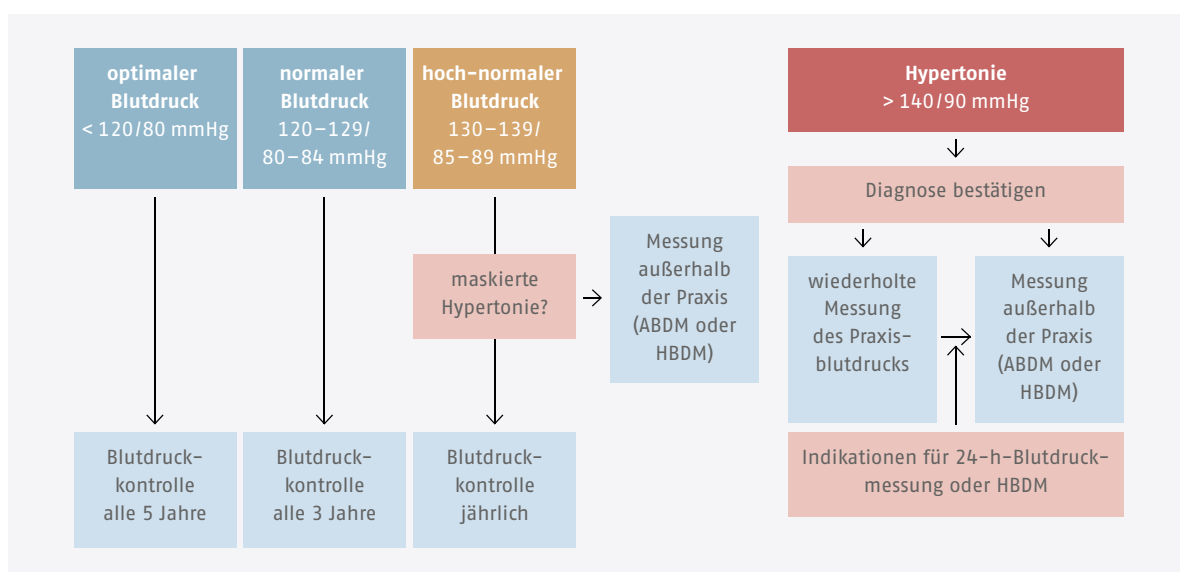 optimaler
Blutdruck
< 120/80 mmHg
normaler
Blutdruck
120–129/
80–84 mmHg
hoch-normaler
Blutdruck
130–139/
85–89 mmHg
Hypertonie
> 140/90 mmHg
Diagnose bestätigen
maskierte
Hypertonie?
Messung
außerhalb
der Praxis
(ABDM oder
HBDM)
wiederholte
Messung
des Praxis-
blutdrucks
Messung
außerhalb
der Praxis
(ABDM oder
HBDM)
Blutdruck-
kontrolle
alle 5 Jahre
Blutdruck-
kontrolle
alle 3 Jahre
Blutdruck-
kontrolle
jährlich
Indikationen für 24-h-Blutdruck-
messung oder HBDM